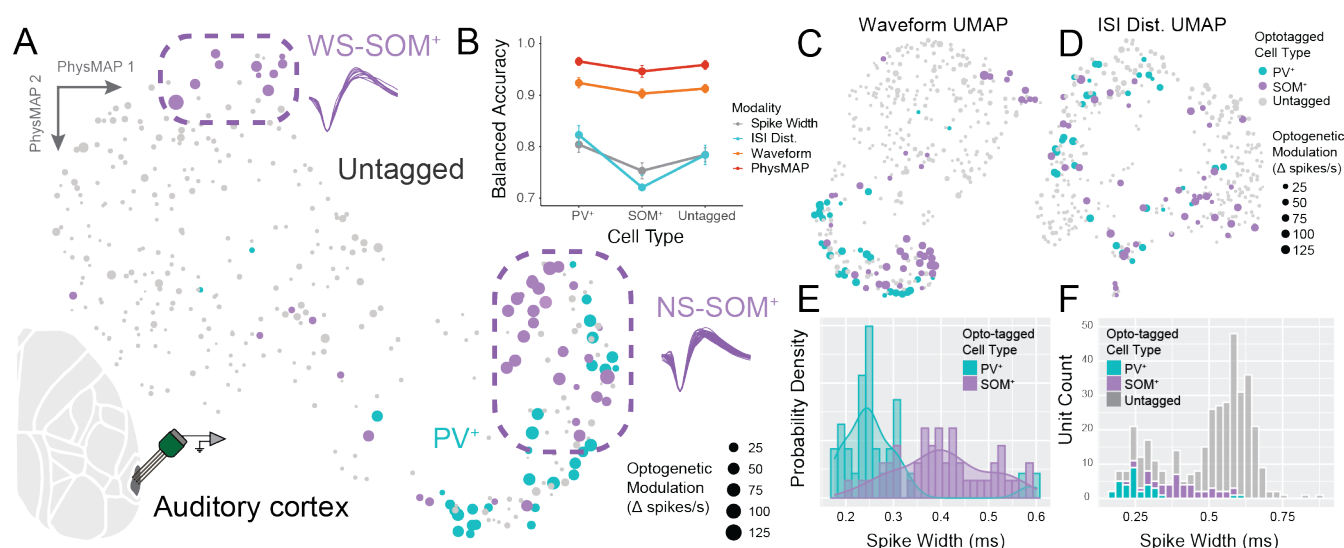 A
PhysMAP 1
PhysMAP 2
WS-SOM⁺
Untagged
NS-SOM⁺
PV⁺
Optogenetic
Modulation
(Δ spikes/s)
25
50
75
100
125
Auditory cortex
B
Balanced Accuracy
1.0
0.9
0.8
0.7
PV⁺
SOM⁺
Untagged
Cell Type
Modality
Spike Width
ISI Dist.
Waveform
PhysMAP
C
Waveform UMAP
D
ISI Dist. UMAP
Optotagged
Cell Type
PV⁺
SOM⁺
Untagged
Optogenetic
Modulation
(Δ spikes/s)
25
50
75
100
125
E
Probability Density
Opto-tagged
Cell Type
PV⁺
SOM⁺
0.2
0.3
0.4
0.5
0.6
Spike Width (ms)
F
Unit Count
50
40
30
20
10
0
Opto-tagged
Cell Type
PV⁺
SOM⁺
Untagged
0.25
0.5
0.75
Spike Width (ms)